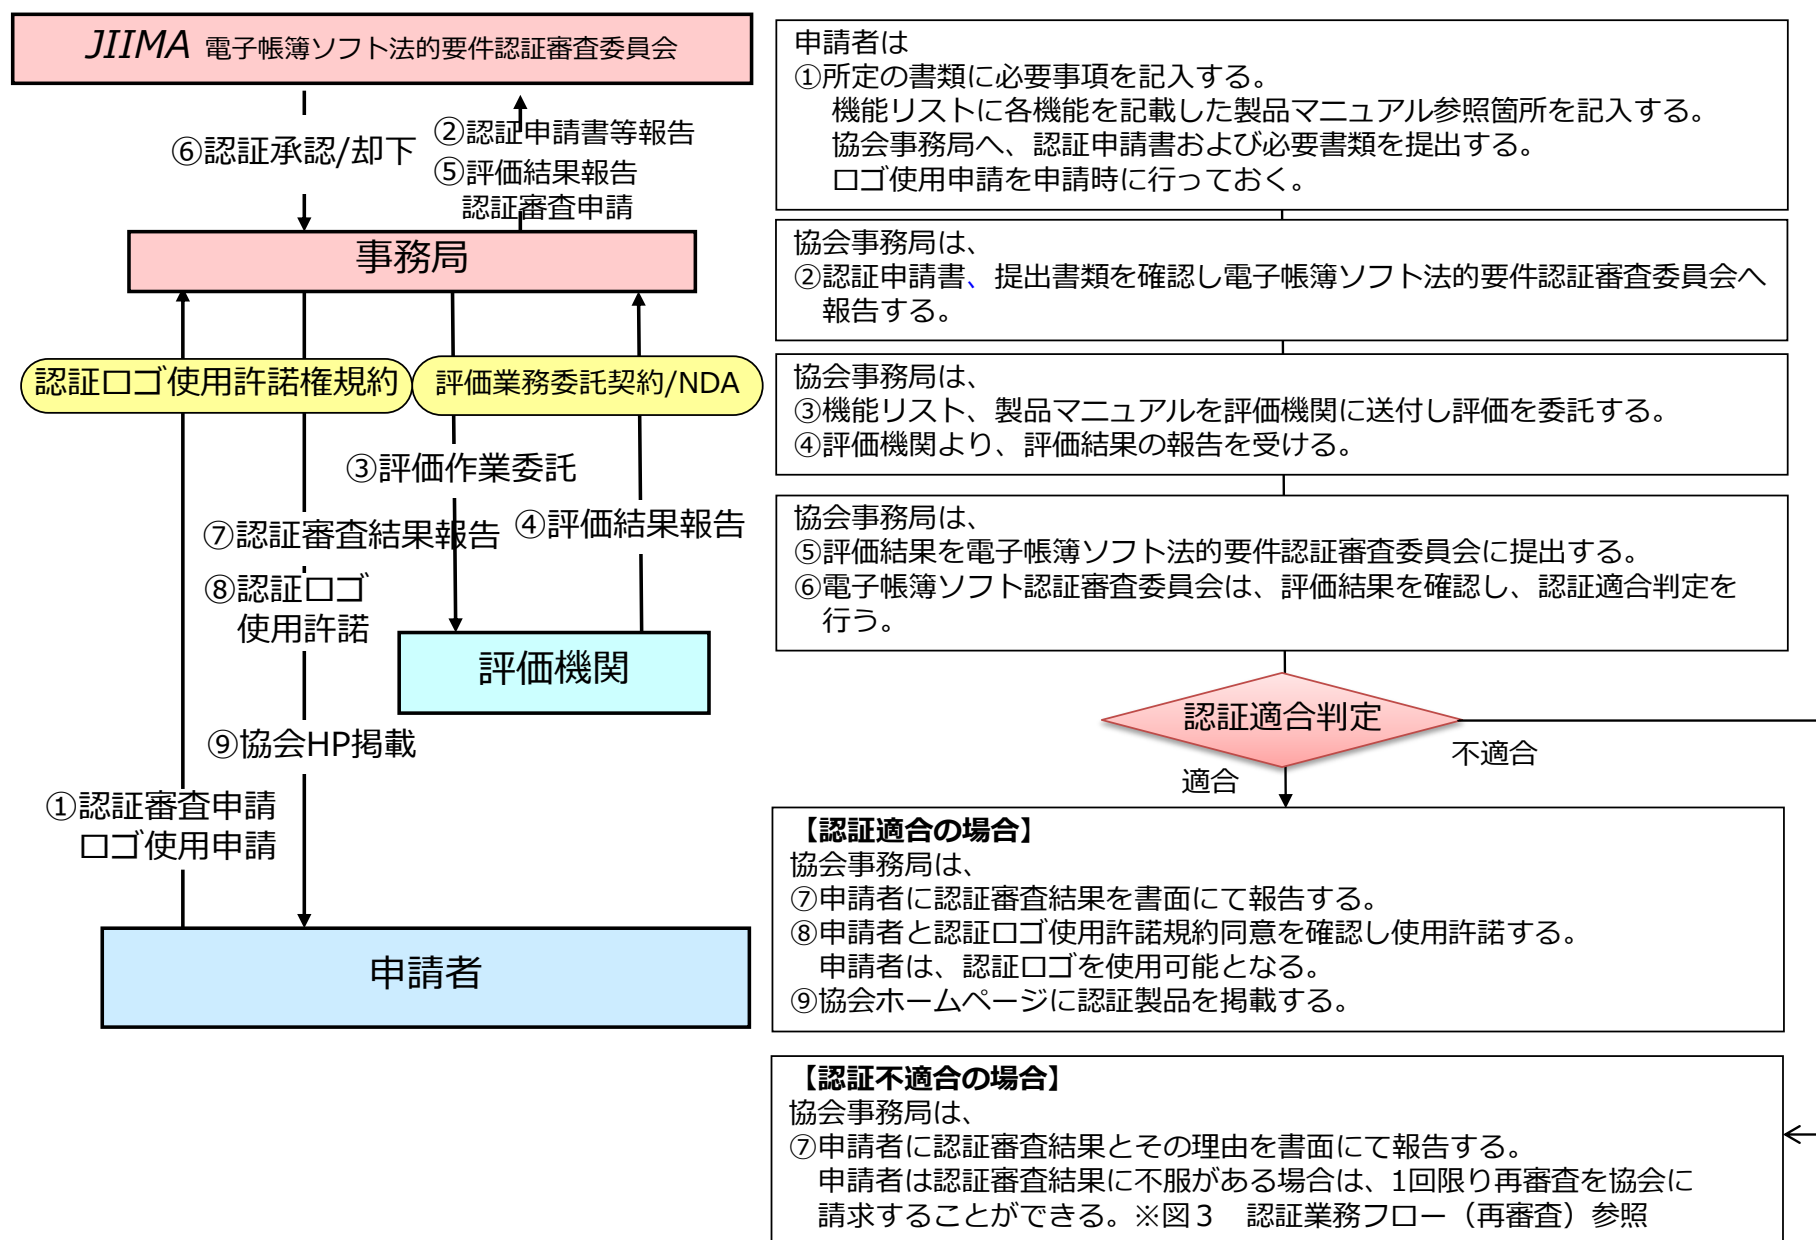 JIIMA 電子帳簿ソフト法的要件認証審査委員会
⑥認証承認/却下
②認証申請書等報告
⑤評価結果報告
認証審査申請
事務局
認証ロゴ使用許諾権規約
評価業務委託契約/NDA
③評価作業委託
④評価結果報告
⑦認証審査結果報告
⑧認証ロゴ
使用許諾
評価機関
⑨協会HP掲載
①認証審査申請
ロゴ使用申請
申請者
申請者は
①所定の書類に必要事項を記入する。
機能リストに各機能を記載した製品マニュアル参照箇所を記入する。
協会事務局へ、認証申請書および必要書類を提出する。
ロゴ使用申請を申請時に行っておく。
協会事務局は、
②認証申請書、提出書類を確認し電子帳簿ソフト法的要件認証審査委員会へ
報告する。
協会事務局は、
③機能リスト、製品マニュアルを評価機関に送付し評価を委託する。
④評価機関より、評価結果の報告を受ける。
協会事務局は、
⑤評価結果を電子帳簿ソフト法的要件認証審査委員会に提出する。
⑥電子帳簿ソフト認証審査委員会は、評価結果を確認し、認証適合判定を
行う。
認証適合判定
不適合
適合
【認証適合の場合】
協会事務局は、
⑦申請者に認証審査結果を書面にて報告する。
⑧申請者と認証ロゴ使用許諾規約同意を確認し使用許諾する。
申請者は、認証ロゴを使用可能となる。
⑨協会ホームページに認証製品を掲載する。
【認証不適合の場合】
協会事務局は、
⑦申請者に認証審査結果とその理由を書面にて報告する。
申請者は認証審査結果に不服がある場合は、1回限り再審査を協会に
請求することができる。※図３　認証業務フロー（再審査）参照